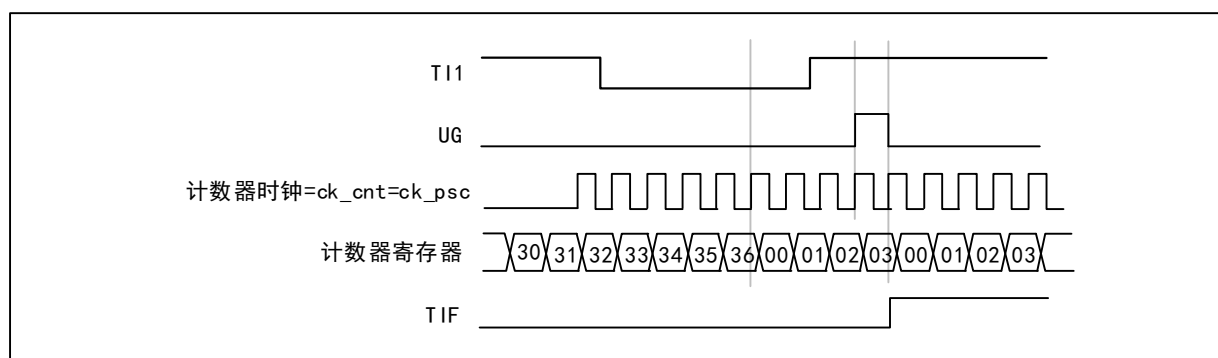 TI1
UG
计数器时钟=ck_cnt=ck_psc
计数器寄存器 30 31 32 33 34 35 36 00 01 02 03 00 01 02 03
TIF